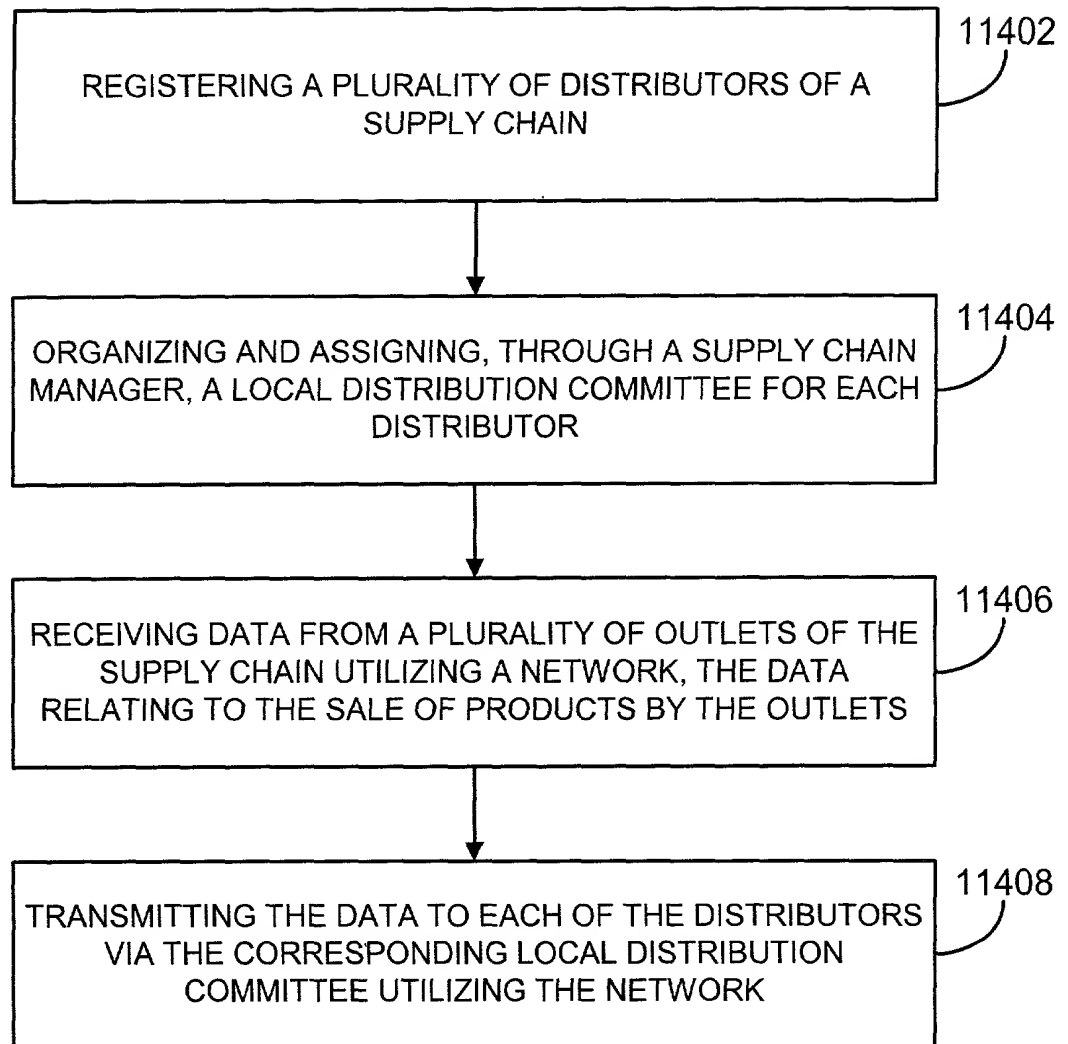 11402
REGISTERING A PLURALITY OF DISTRIBUTORS OF A
SUPPLY CHAIN
11404
ORGANIZING AND ASSIGNING, THROUGH A SUPPLY CHAIN
MANAGER, A LOCAL DISTRIBUTION COMMITTEE FOR EACH
DISTRIBUTOR
11406
RECEIVING DATA FROM A PLURALITY OF OUTLETS OF THE
SUPPLY CHAIN UTILIZING A NETWORK, THE DATA
RELATING TO THE SALE OF PRODUCTS BY THE OUTLETS
11408
TRANSMITTING THE DATA TO EACH OF THE DISTRIBUTORS
VIA THE CORRESPONDING LOCAL DISTRIBUTION
COMMITTEE UTILIZING THE NETWORK